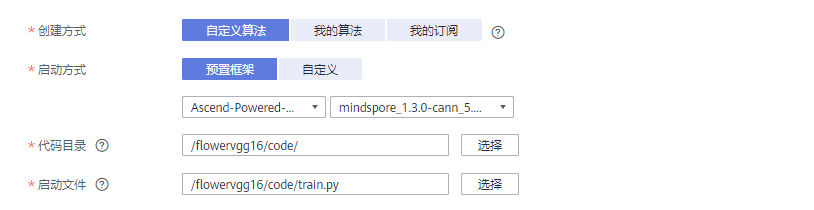 * 创建方式 自定义算法 我的算法 我的订阅 ?
* 启动方式 预置框架 自定义
Ascend-Powered-... mindspore_1.3.0-cann_5....
* 代码目录 ? /flowervgg16/code/ 选择
* 启动文件 ? /flowervgg16/code/train.py 选择